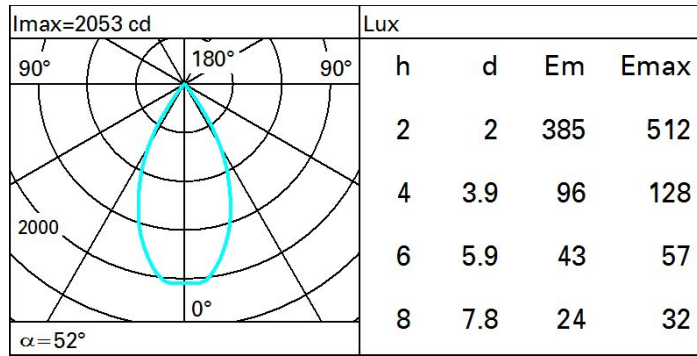 Imax=2053 cd
Lux
90° 180° 90°
2000
0°
α=52°
h d Em Emax
2 2 385 512
4 3.9 96 128
6 5.9 43 57
8 7.8 24 32